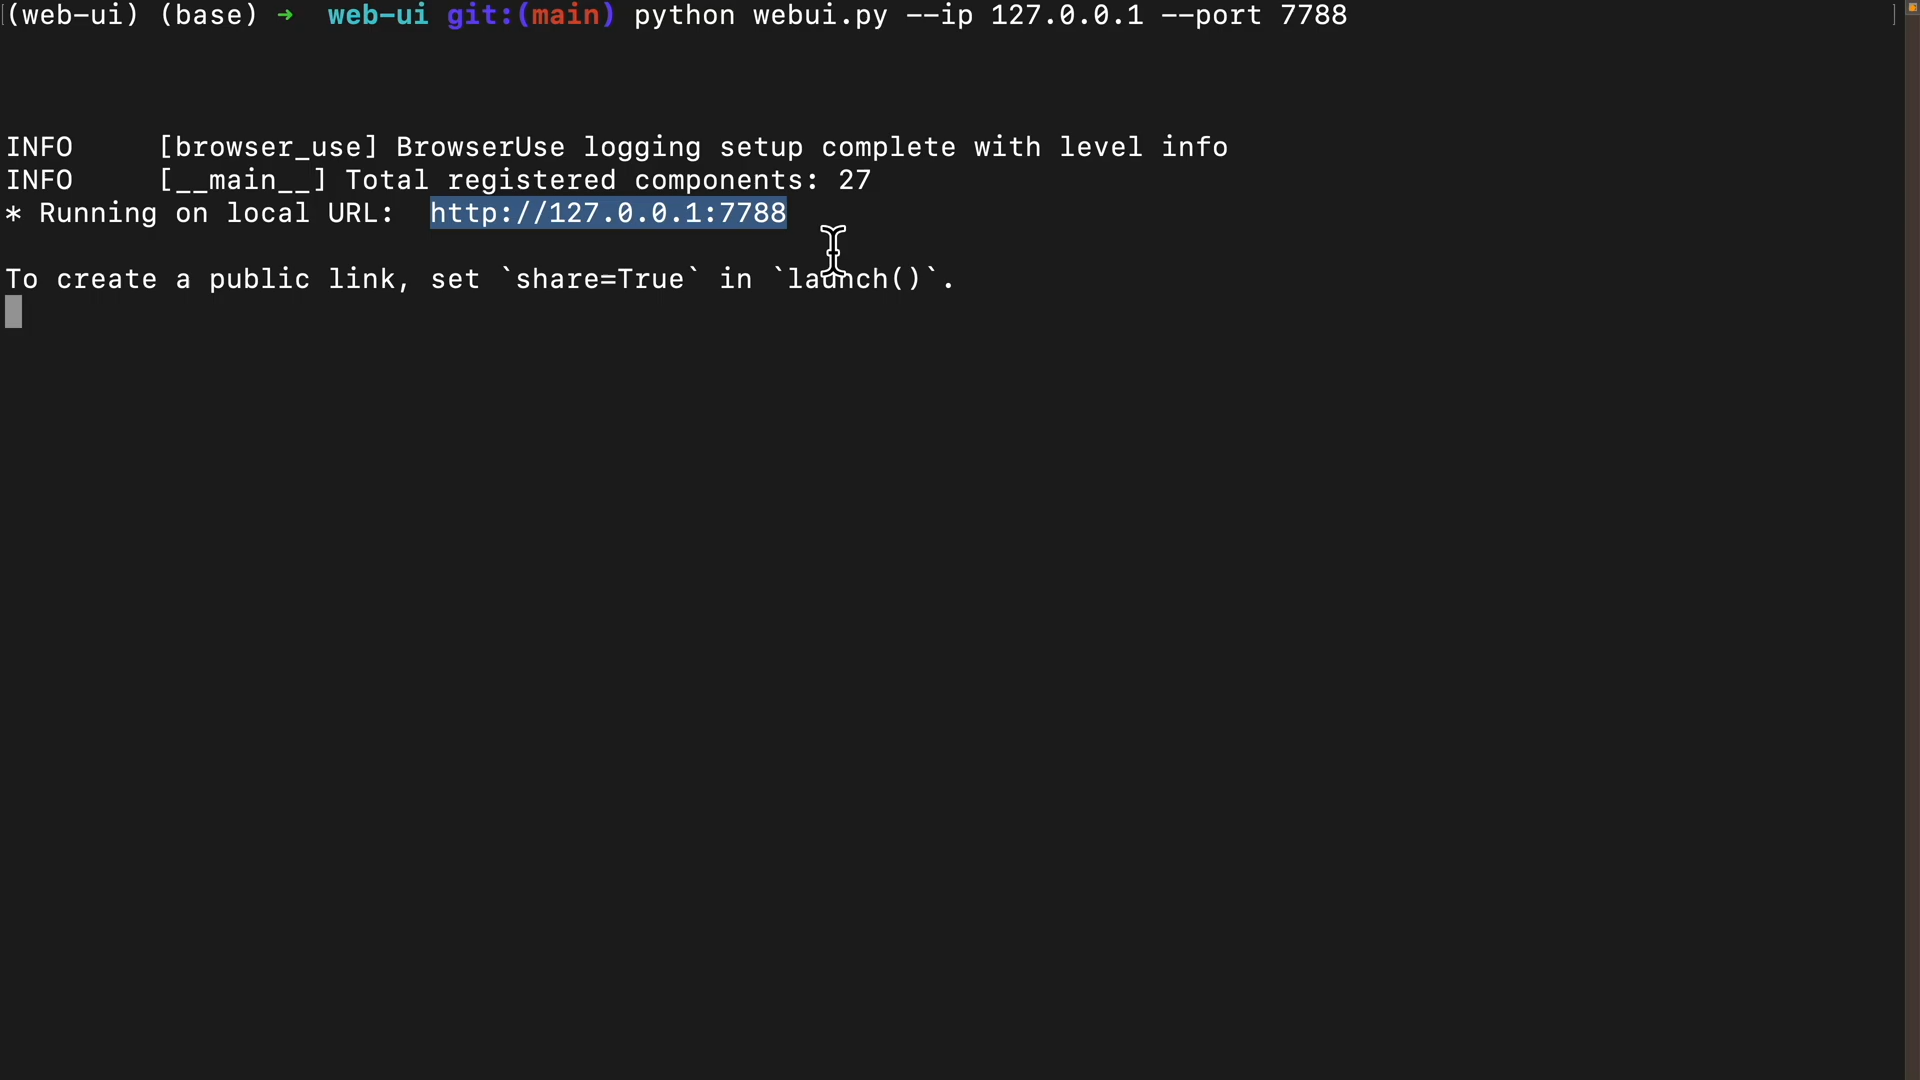 (web-ui) (base) ➜  web-ui git:(main) python webui.py --ip 127.0.0.1 --port 7788
INFO     [browser_use] BrowserUse logging setup complete with level info
INFO     [__main__] Total registered components: 27
* Running on local URL:  http://127.0.0.1:7788
To create a public link, set `share=True` in `launch()`.